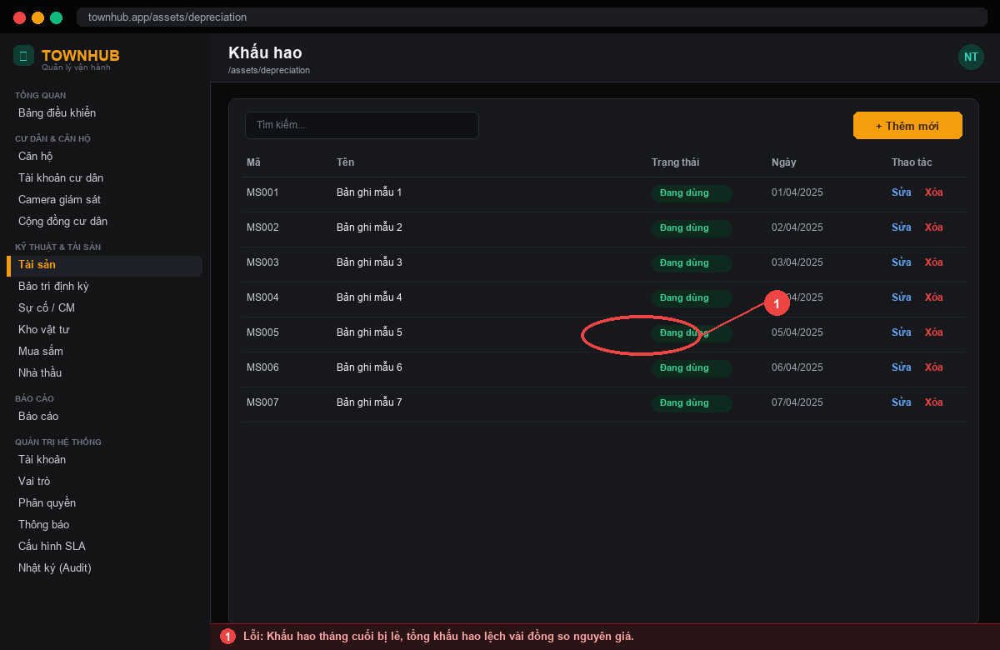 townhub.app/assets/depreciation
TOWNHUB
Quản lý vận hành
TỔNG QUAN
Bảng điều khiển
CƯ DÂN & CĂN HỘ
Căn hộ
Tài khoản cư dân
Camera giám sát
Cộng đồng cư dân
KỸ THUẬT & TÀI SẢN
Tài sản
Bảo trì định kỳ
Sự cố / CM
Kho vật tư
Mua sắm
Nhà thầu
BÁO CÁO
Báo cáo
QUẢN TRỊ HỆ THỐNG
Tài khoản
Vai trò
Phân quyền
Thông báo
Cấu hình SLA
Nhật ký (Audit)
Khấu hao
/assets/depreciation
NT
Tìm kiếm...
+ Thêm mới
Mã Tên Trạng thái Ngày Thao tác
MS001 Bản ghi mẫu 1 Đang dùng 01/04/2025 Sửa Xóa
MS002 Bản ghi mẫu 2 Đang dùng 02/04/2025 Sửa Xóa
MS003 Bản ghi mẫu 3 Đang dùng 03/04/2025 Sửa Xóa
MS004 Bản ghi mẫu 4 Đang dùng 1 04/2025 Sửa Xóa
MS005 Bản ghi mẫu 5 Đang dùng 05/04/2025 Sửa Xóa
MS006 Bản ghi mẫu 6 Đang dùng 06/04/2025 Sửa Xóa
MS007 Bản ghi mẫu 7 Đang dùng 07/04/2025 Sửa Xóa
1 Lỗi: Khấu hao tháng cuối bị lẻ, tổng khấu hao lệch vài đồng so nguyên giá.